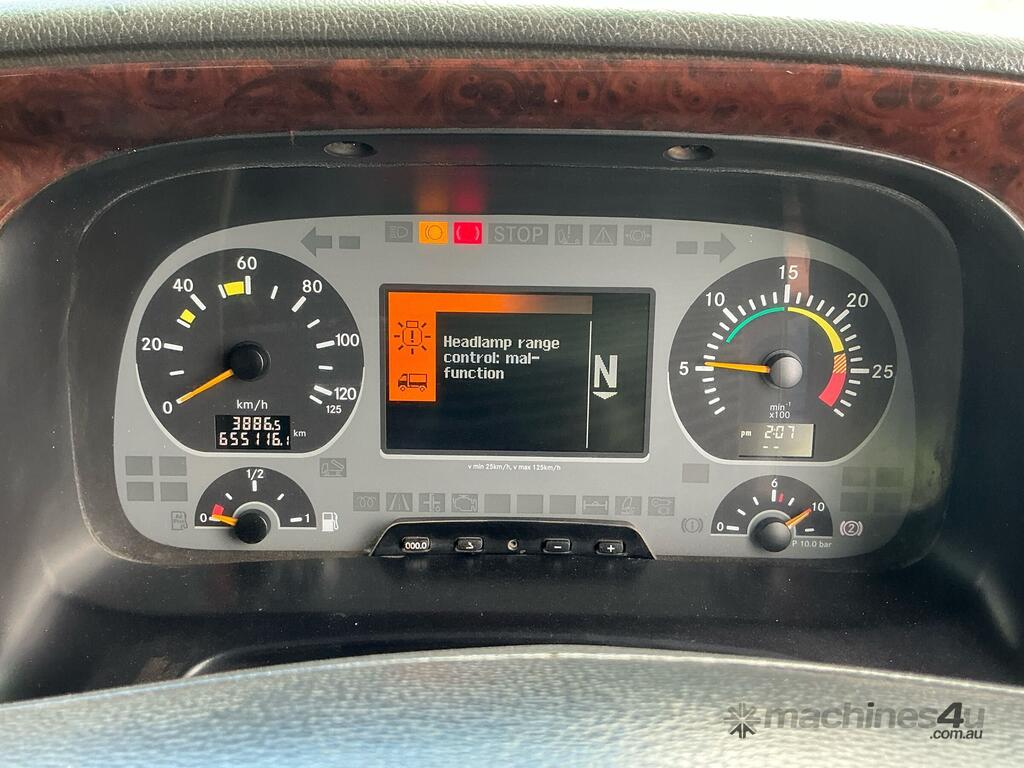 STOP
0
20
40
60
80
100
120
125
km/h
3886.5
655116.1 km
Headlamp range
control: mal-
function
N
v min 25km/h, v max 125km/h
5
10
15
20
25
min-1
x100
pm 2:07
--
0
1/2
1
000.0
-
+
0
6
10
P 10.0 bar
machines4u
.com.au